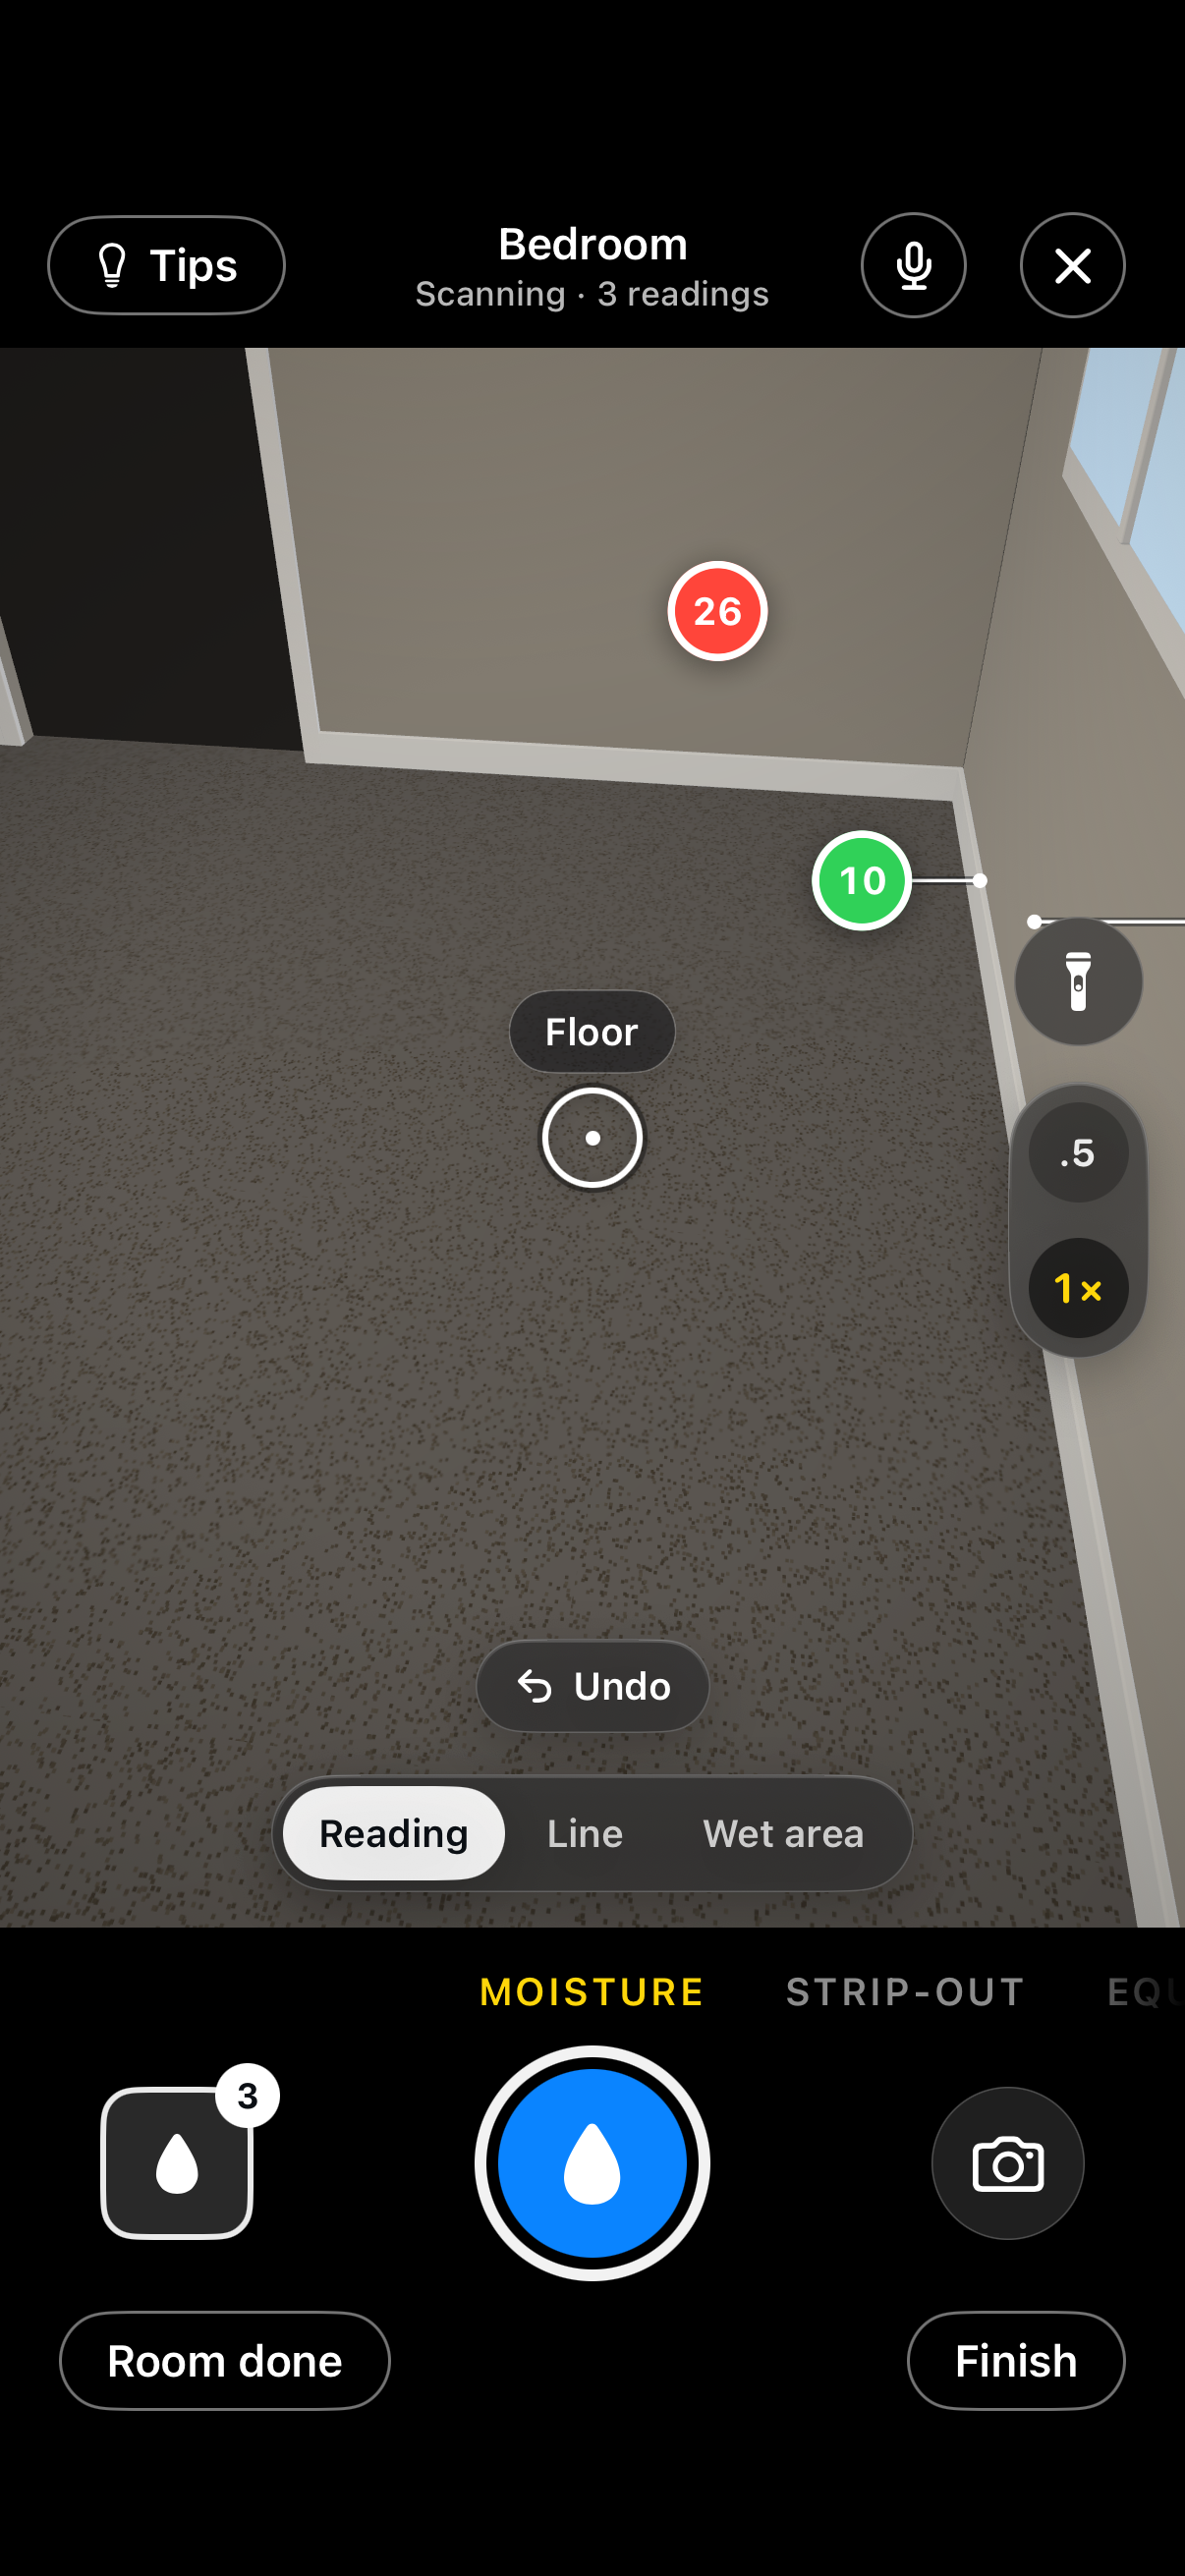 Tips
Bedroom
Scanning · 3 readings
26
10
Floor
.5
1×
Undo
Reading Line Wet area
MOISTURE STRIP-OUT
3
Room done Finish